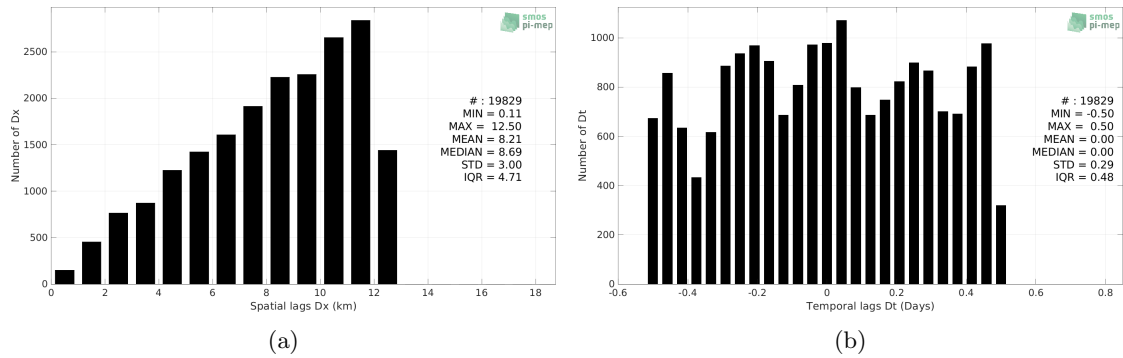 smos
pi-mep
Number of Dx
2500
2000
1500
1000
500
0
# : 19829
MIN = 0.11
MAX = 12.50
MEAN = 8.21
MEDIAN = 8.69
STD = 3.00
IQR = 4.71
0 2 4 6 8 10 12 14 16 18
Spatial lags Dx (km)
(a)
smos
pi-mep
Number of Dt
1000
800
600
400
200
0
# : 19829
MIN = -0.50
MAX = 0.50
MEAN = 0.00
MEDIAN = 0.00
STD = 0.29
IQR = 0.48
-0.6 -0.4 -0.2 0 0.2 0.4 0.6 0.8
Temporal lags Dt (Days)
(b)